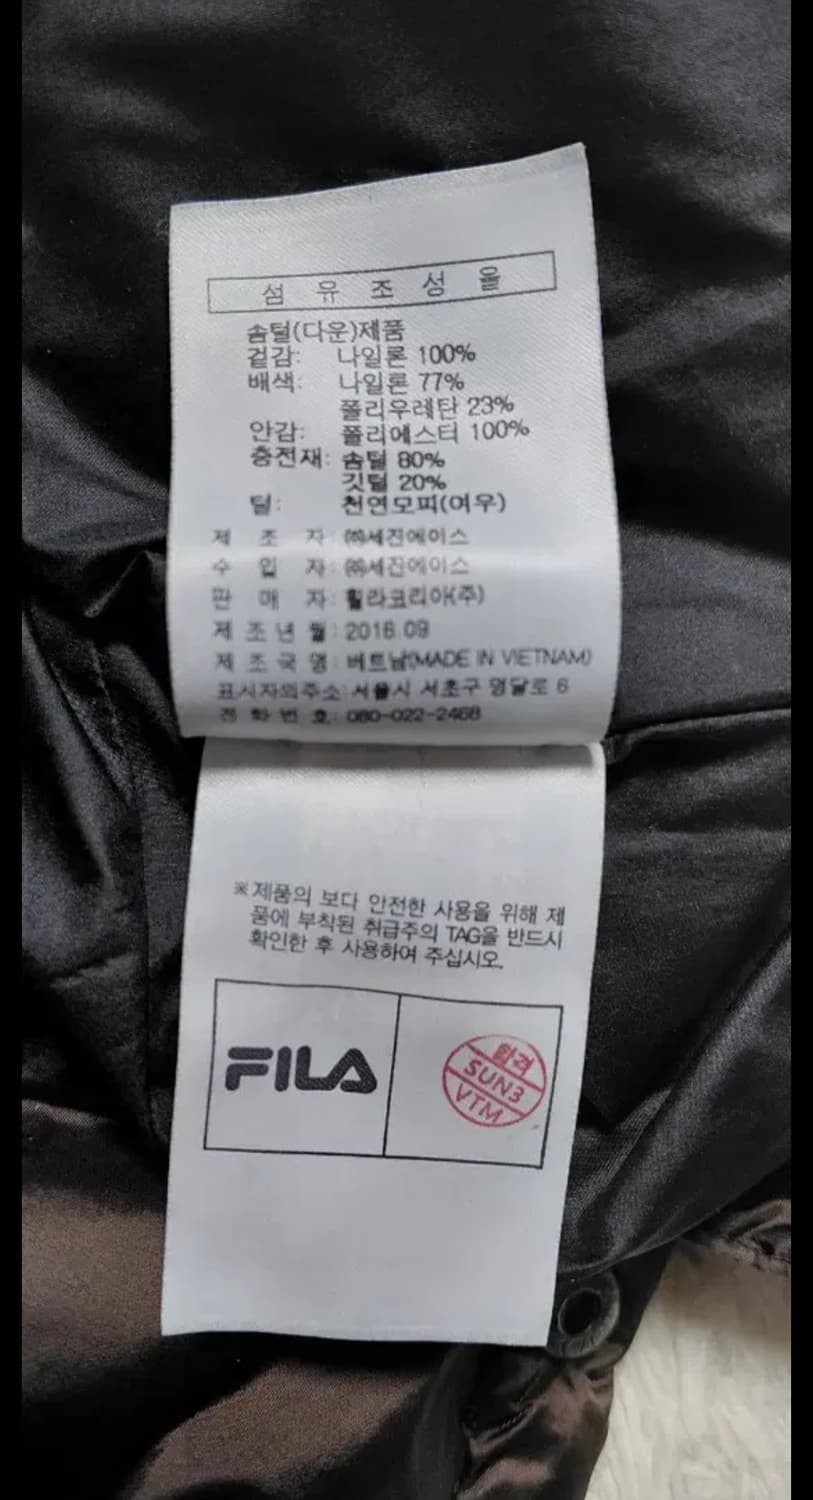 섬 유 조 성 율
솜털(다운)제품
겉감: 나일론 100%
배색: 나일론 77%
폴리우레탄 23%
안감: 폴리에스터 100%
충전재: 솜털 80%
깃털 20%
털: 천연모피(여우)
제 조 자: ㈜세진에이스
수 입 자: ㈜세진에이스
판 매 자: 휠라코리아(주)
제 조 년 월: 2016.09
제 조 국 명: 베트남(MADE IN VIETNAM)
표시자의주소: 서울시 서초구 명달로 6
전 화 번 호: 080-022-2468
※제품의 보다 안전한 사용을 위해 제
품에 부착된 취급주의 TAG을 반드시
확인한 후 사용하여 주십시오.
FILA
합격
SUN3
VTM